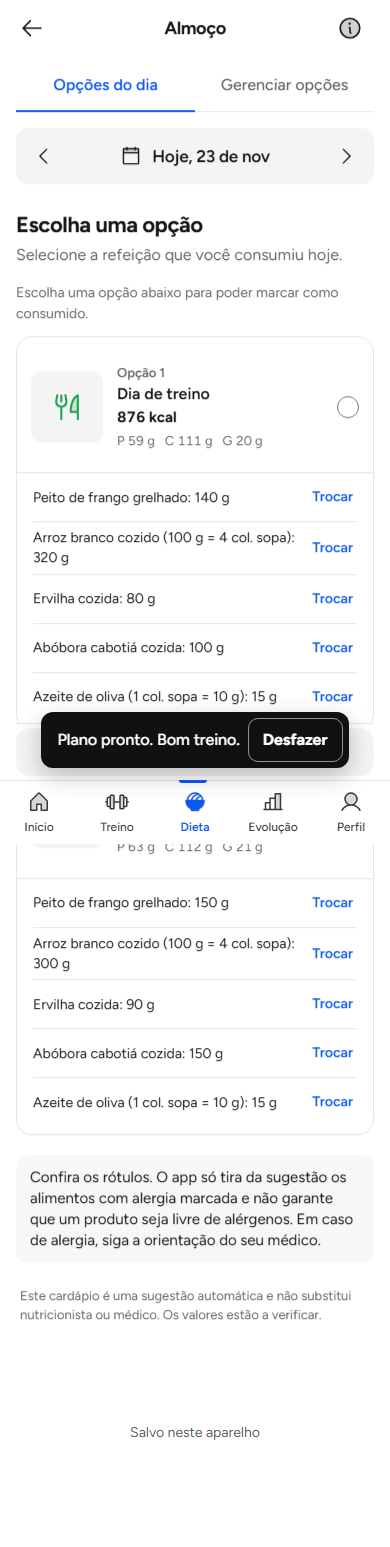 Almoço
Opções do dia
Gerenciar opções
Hoje, 23 de nov
Escolha uma opção
Selecione a refeição que você consumiu hoje.
Escolha uma opção abaixo para poder marcar como
consumido.
Opção 1
Dia de treino
876 kcal
P 59 g C 111 g G 20 g
Peito de frango grelhado: 140 g
Trocar
Arroz branco cozido (100 g = 4 col. sopa):
320 g
Trocar
Ervilha cozida: 80 g
Trocar
Abóbora cabotiá cozida: 100 g
Trocar
Azeite de oliva (1 col. sopa = 10 g): 15 g
Trocar
Plano pronto. Bom treino.
Desfazer
Início
Treino
Dieta
Evolução
Perfil
P 63 g C 112 g G 21 g
Peito de frango grelhado: 150 g
Trocar
Arroz branco cozido (100 g = 4 col. sopa):
300 g
Trocar
Ervilha cozida: 90 g
Trocar
Abóbora cabotiá cozida: 150 g
Trocar
Azeite de oliva (1 col. sopa = 10 g): 15 g
Trocar
Confira os rótulos. O app só tira da sugestão os
alimentos com alergia marcada e não garante
que um produto seja livre de alérgenos. Em caso
de alergia, siga a orientação do seu médico.
Este cardápio é uma sugestão automática e não substitui
nutricionista ou médico. Os valores estão a verificar.
Salvo neste aparelho